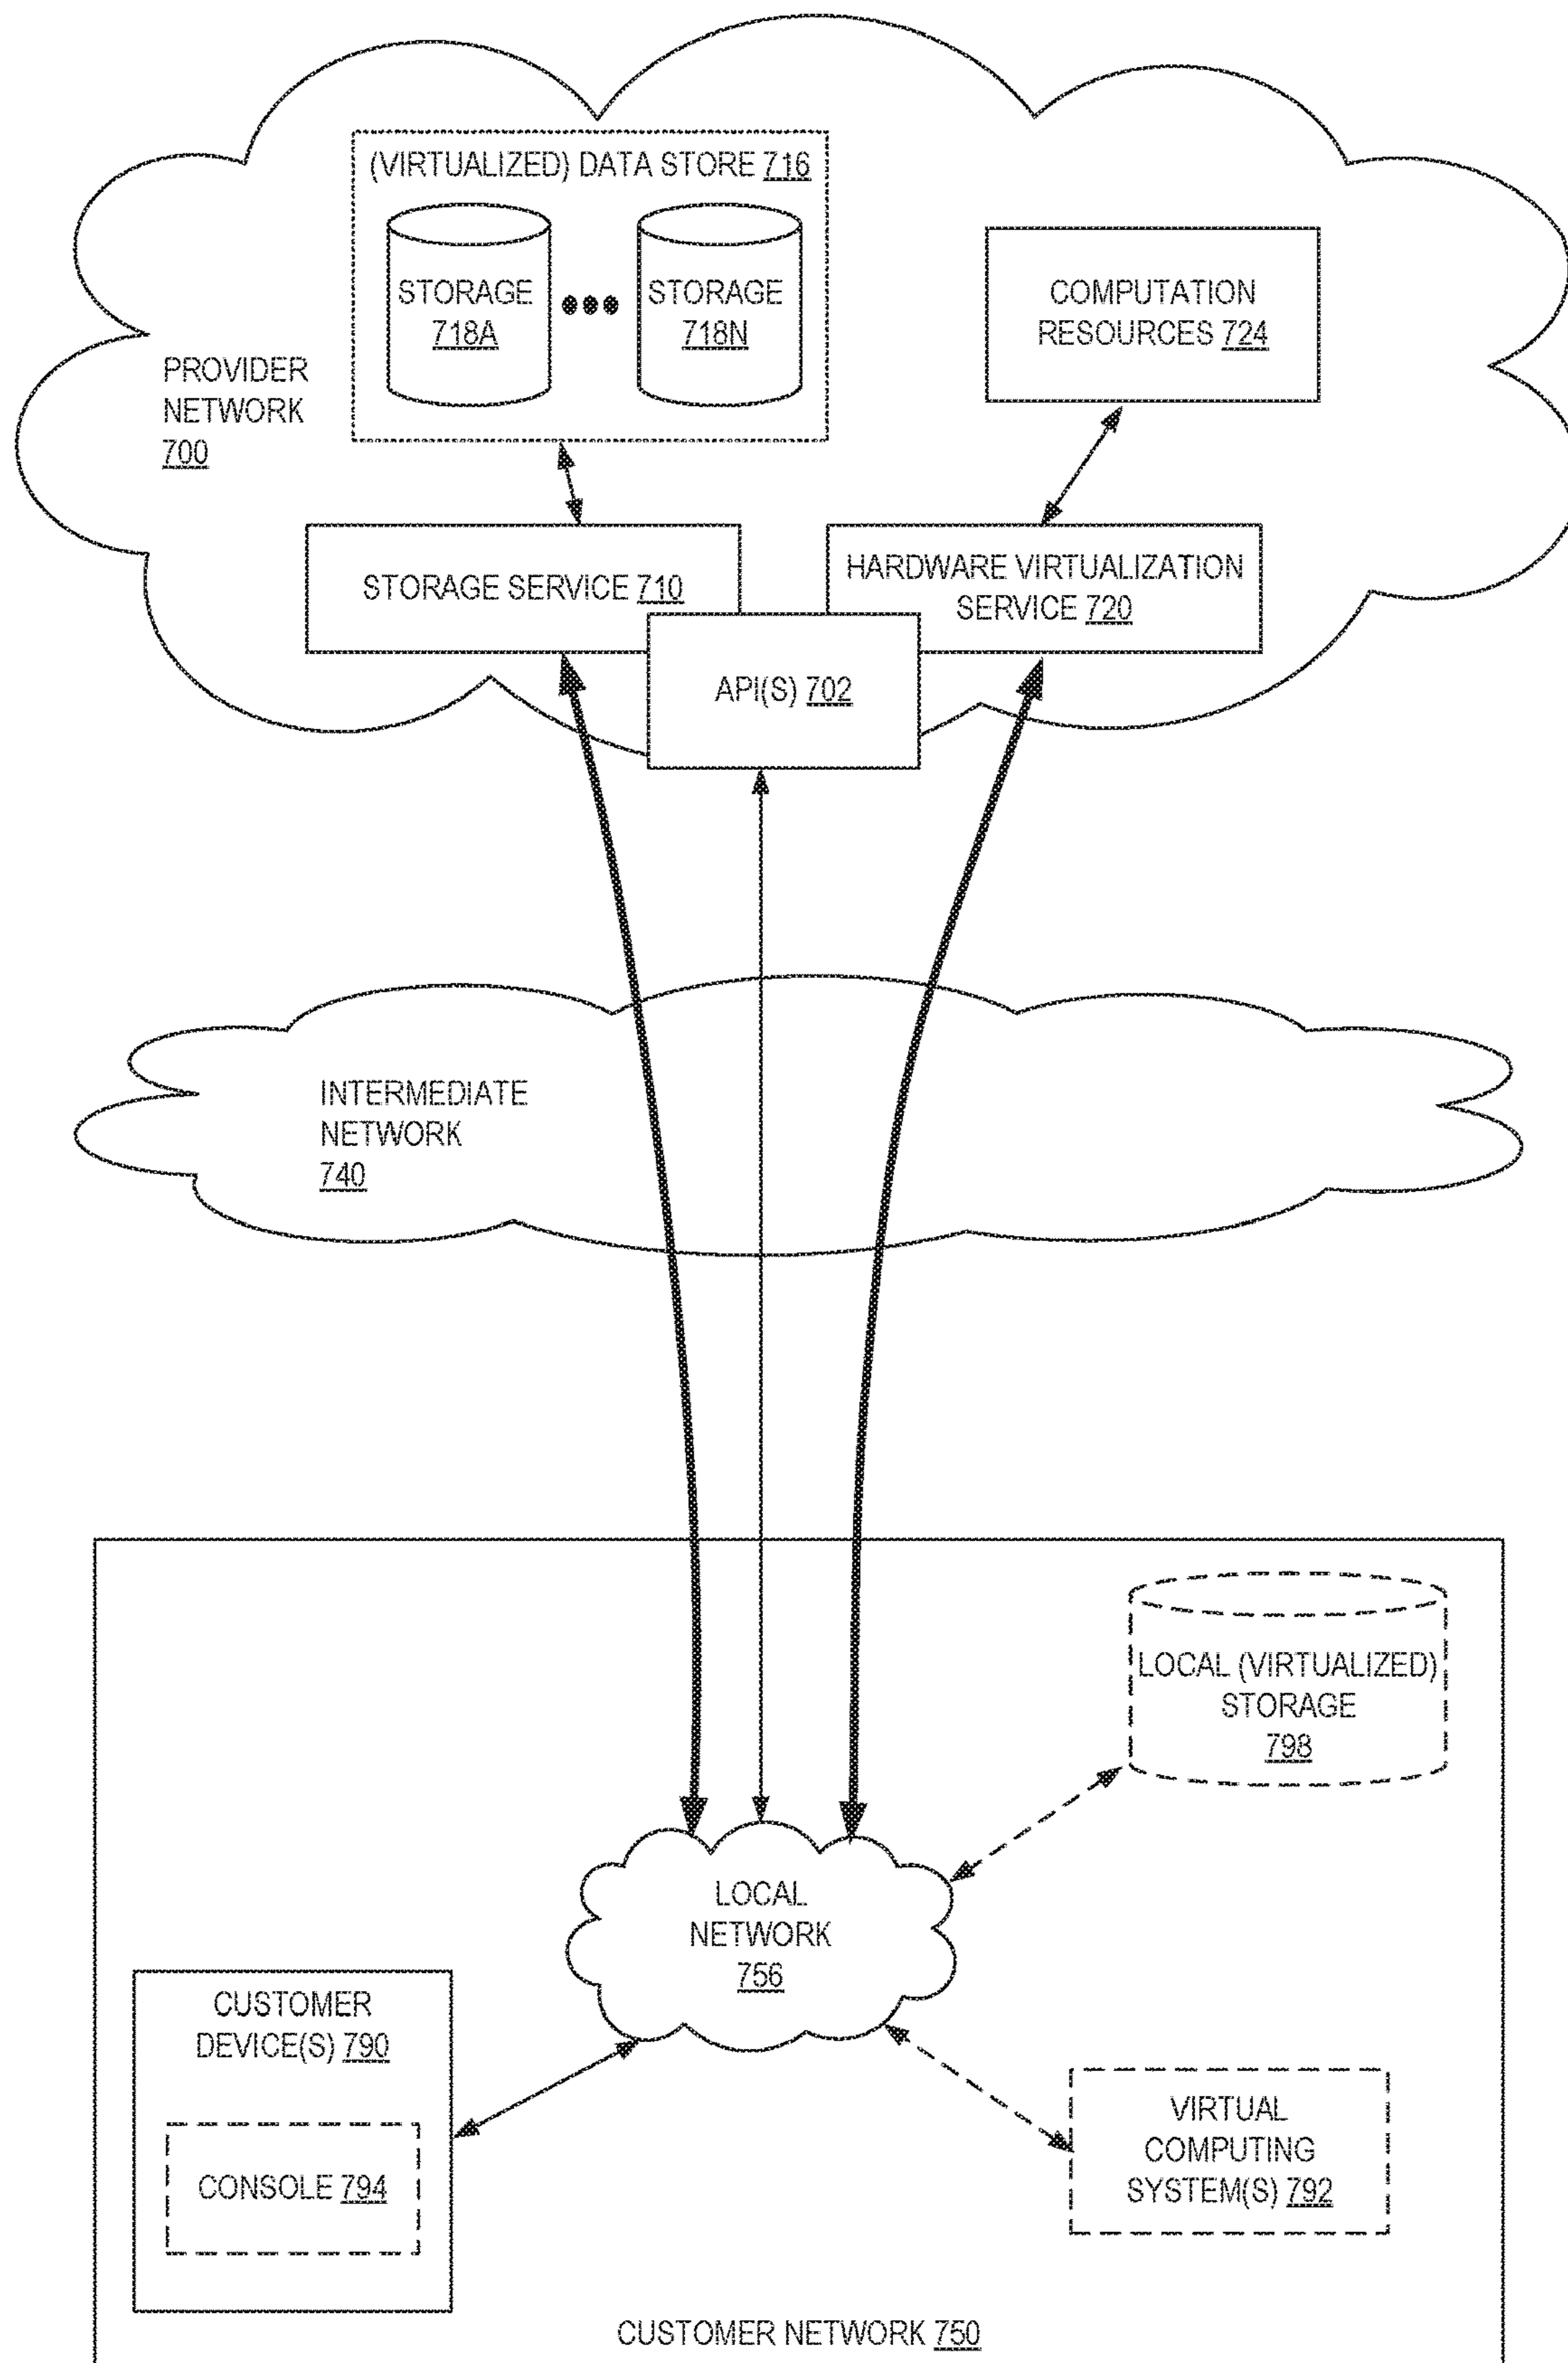 (VIRTUALIZED) DATA STORE 716
STORAGE
718A
STORAGE
718N
COMPUTATION
RESOURCES 724
PROVIDER
NETWORK
700
STORAGE SERVICE 710
HARDWARE VIRTUALIZATION
SERVICE 720
API(S) 702
INTERMEDIATE
NETWORK
740
LOCAL (VIRTUALIZED)
STORAGE
798
LOCAL
NETWORK
756
CUSTOMER
DEVICE(S) 790
CONSOLE 794
VIRTUAL
COMPUTING
SYSTEM(S) 792
CUSTOMER NETWORK 750